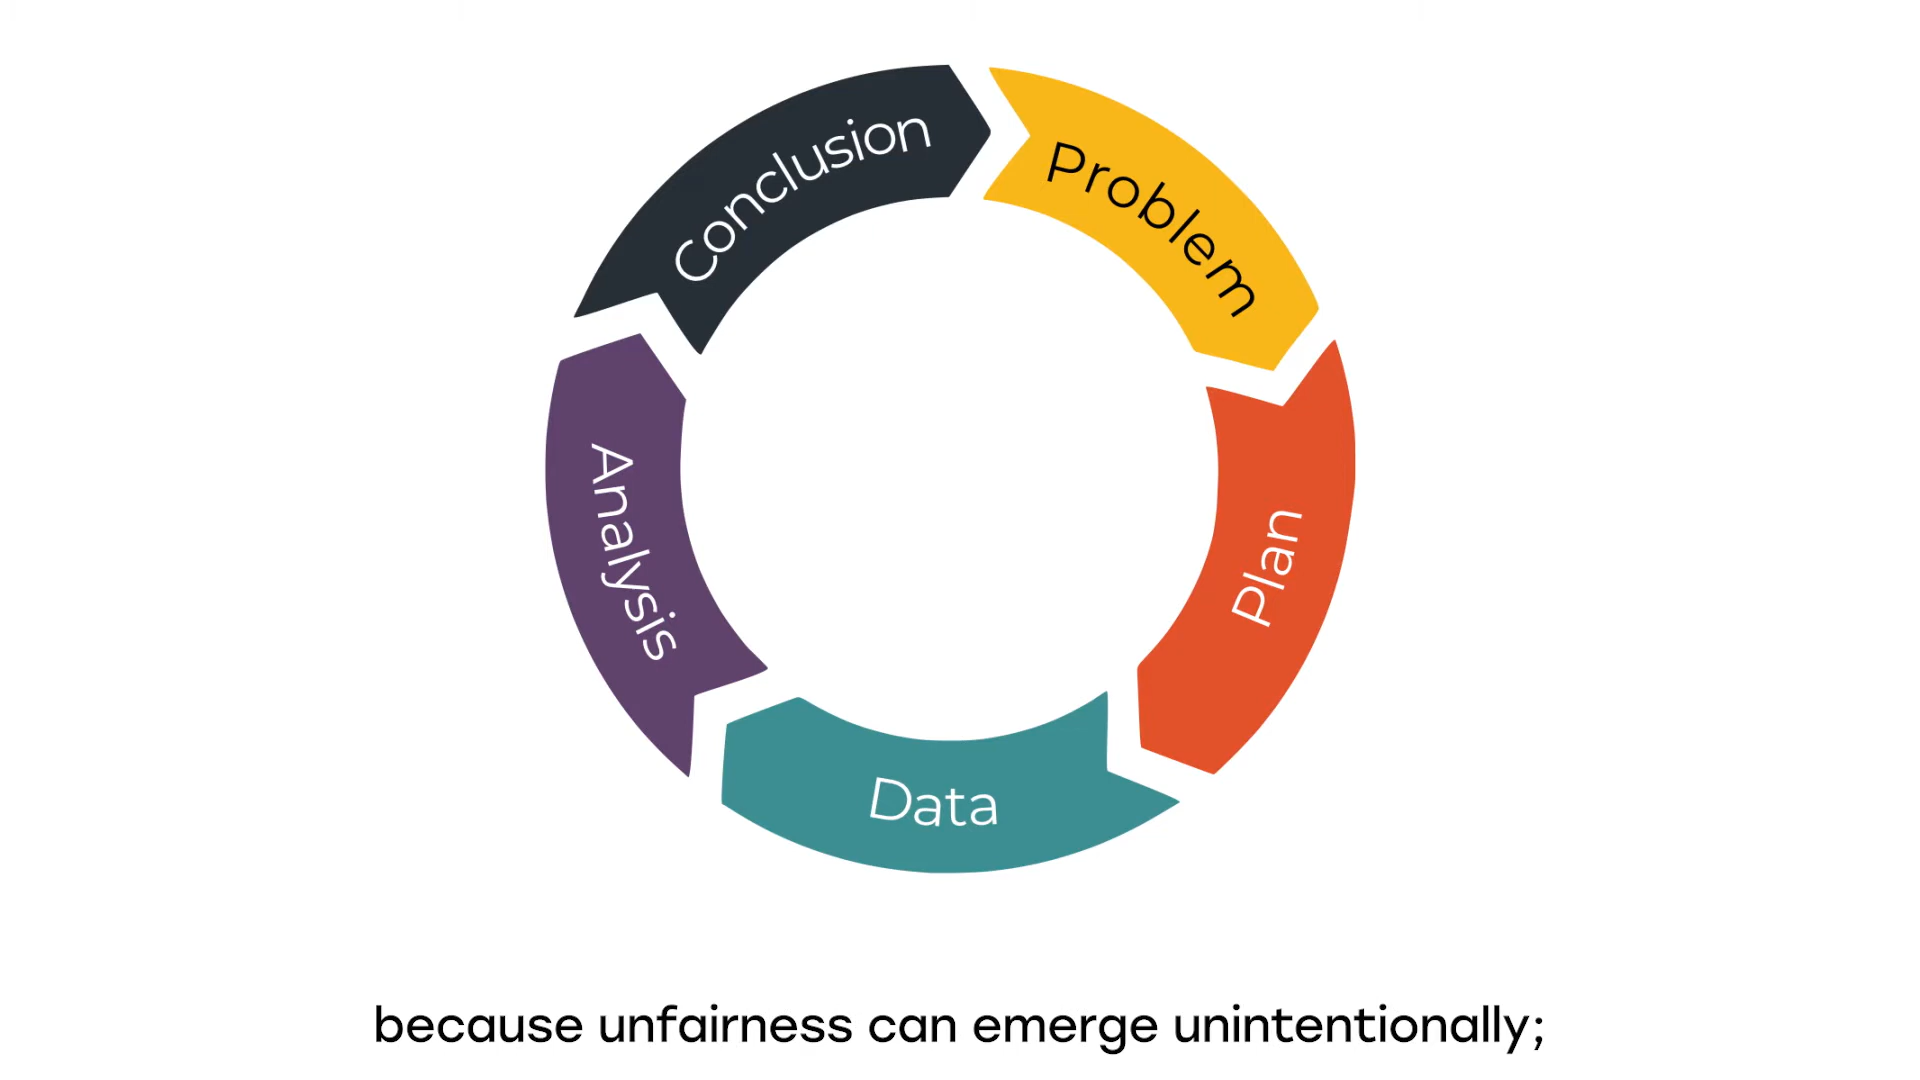 Conclusion
Problem
Analysis
Plan
Data
because unfairness can emerge unintentionally;